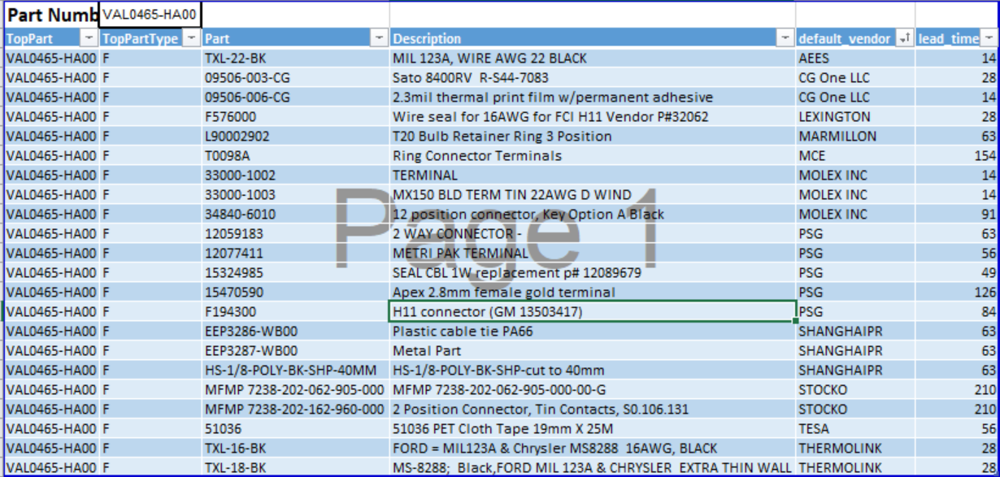 Part Numb VAL0465-HA00
TopPart TopPartType Part Description default_vendor lead_time
VAL0465-HA00 F TXL-22-BK MIL 123A, WIRE AWG 22 BLACK AEES 14
VAL0465-HA00 F 09506-003-CG Sato 8400RV R-S44-7083 CG One LLC 28
VAL0465-HA00 F 09506-006-CG 2.3mil thermal print film w/permanent adhesive CG One LLC 14
VAL0465-HA00 F F576000 Wire seal for 16AWG for FCI H11 Vendor P#32062 LEXINGTON 28
VAL0465-HA00 F L90002902 T20 Bulb Retainer Ring 3 Position MARMILLON 63
VAL0465-HA00 F T0098A Ring Connector Terminals MCE 154
VAL0465-HA00 F 33000-1002 TERMINAL MOLEX INC 14
VAL0465-HA00 F 33000-1003 MX150 BLD TERM TIN 22AWG D WIND MOLEX INC 14
VAL0465-HA00 F 34840-6010 12 position connector, Key Option A Black MOLEX INC 91
VAL0465-HA00 F 12059183 2 WAY CONNECTOR - PSG 63
Page 1
VAL0465-HA00 F 12077411 METRI PAK TERMINAL PSG 56
VAL0465-HA00 F 15324985 SEAL CBL 1W replacement p# 12089679 PSG 49
VAL0465-HA00 F 15470590 Apex 2.8mm female gold terminal PSG 126
VAL0465-HA00 F F194300 H11 connector (GM 13503417) PSG 84
VAL0465-HA00 F EEP3286-WB00 Plastic cable tie PA66 SHANGHAIPR 63
VAL0465-HA00 F EEP3287-WB00 Metal Part SHANGHAIPR 63
VAL0465-HA00 F HS-1/8-POLY-BK-SHP-40MM HS-1/8-POLY-BK-SHP-cut to 40mm SHANGHAIPR 63
VAL0465-HA00 F MFMP 7238-202-062-905-000 MFMP 7238-202-062-905-000-00-G STOCKO 210
VAL0465-HA00 F MFMP 7238-202-162-960-000 2 Position Connector, Tin Contacts, S0.106.131 STOCKO 210
VAL0465-HA00 F 51036 51036 PET Cloth Tape 19mm X 25M TESA 56
VAL0465-HA00 F TXL-16-BK FORD = MIL123A & Chrysler MS8288 16AWG, BLACK THERMOLINK 28
VAL0465-HA00 F TXL-18-BK MS-8288; Black,FORD MIL 123A & CHRYSLER EXTRA THIN WALL THERMOLINK 28